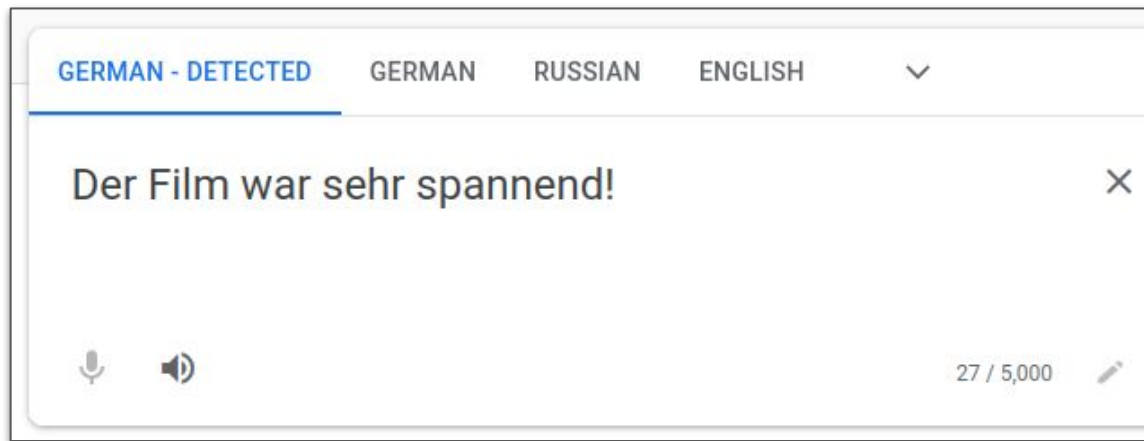 GERMAN - DETECTED GERMAN RUSSIAN ENGLISH
Der Film war sehr spannend!
27 / 5,000